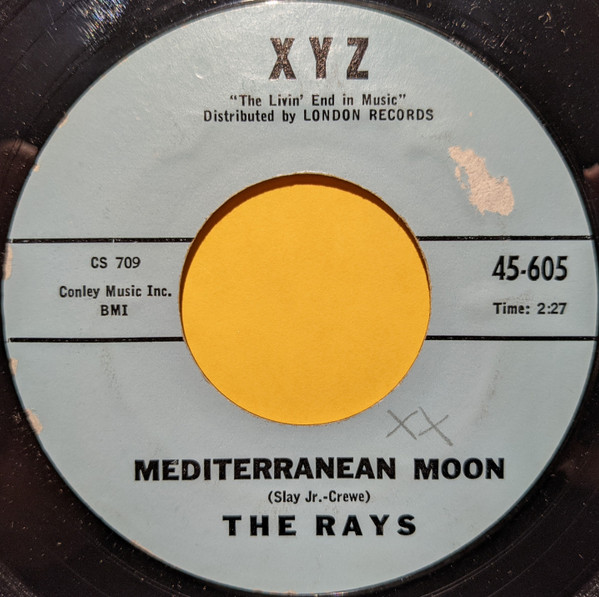 XYZ
"The Livin' End in Music"
Distributed by LONDON RECORDS
CS 709
Conley Music Inc.
BMI
45-605
Time: 2:27
XX
MEDITERRANEAN MOON
(Slay Jr.-Crewe)
THE RAYS